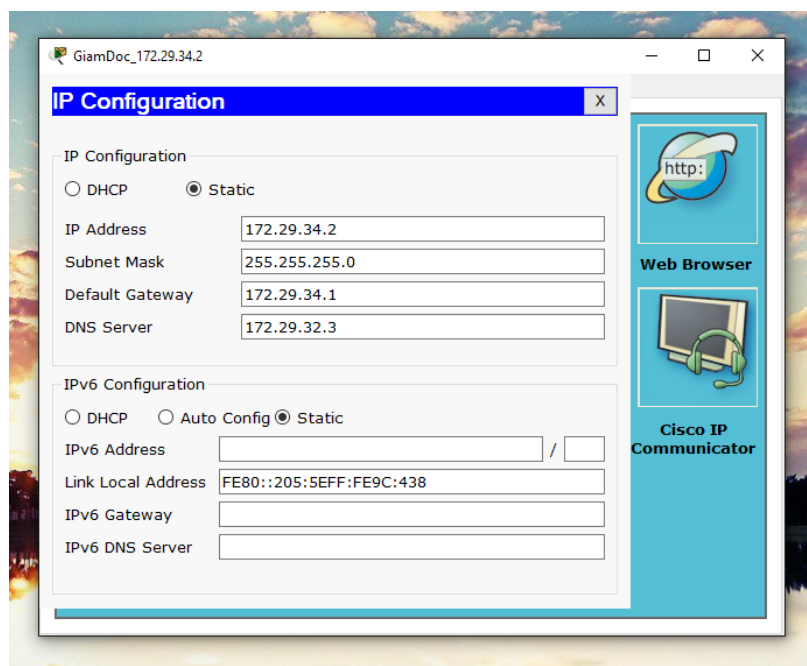 GiamDoc_172.29.34.2
IP Configuration X
IP Configuration
DHCP Static
IP Address 172.29.34.2
Subnet Mask 255.255.255.0
Default Gateway 172.29.34.1
DNS Server 172.29.32.3
IPv6 Configuration
DHCP Auto Config Static
IPv6 Address /
Link Local Address FE80::205:5EFF:FE9C:438
IPv6 Gateway
IPv6 DNS Server
http:
Web Browser
Cisco IP
Communicator